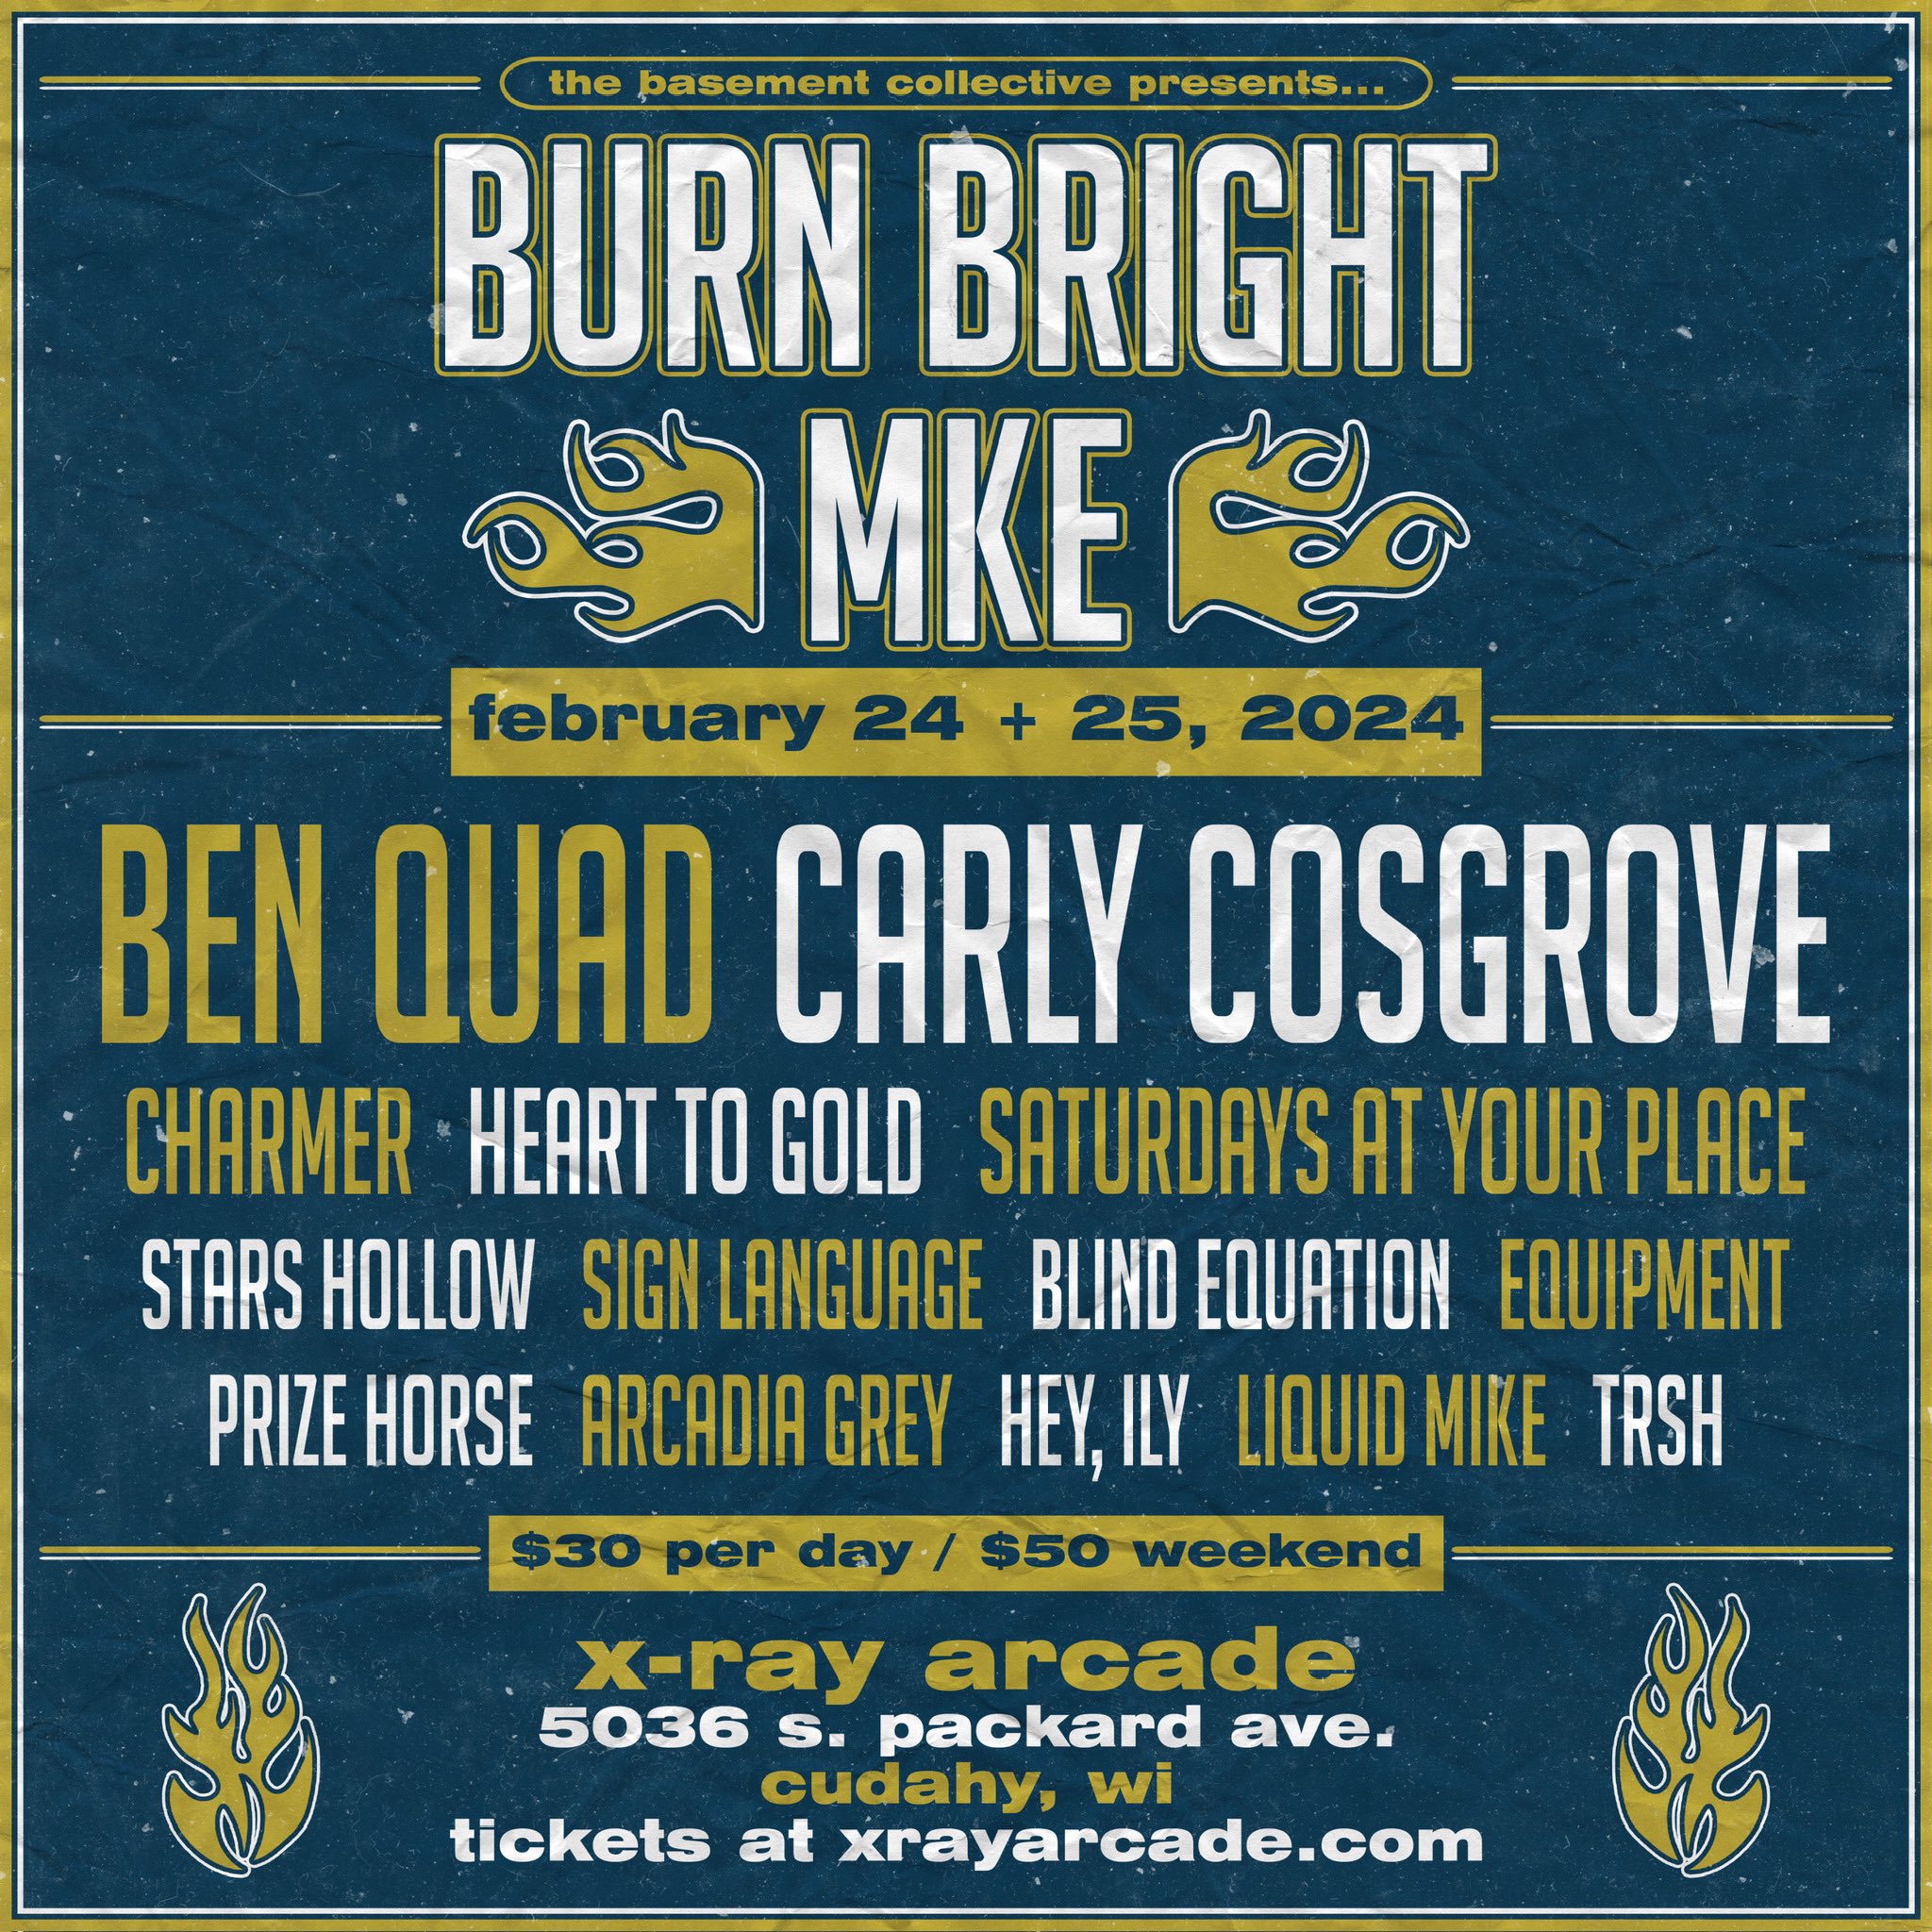 the basement collective presents...
BURN BRIGHT
MKE
february 24 + 25, 2024
BEN QUAD CARLY COSGROVE
CHARMER HEART TO GOLD SATURDAYS AT YOUR PLACE
STARS HOLLOW SIGN LANGUAGE BLIND EQUATION EQUIPMENT
PRIZE HORSE ARCADIA GREY HEY, ILY LIQUID MIKE TRSH
$30 per day / $50 weekend
x-ray arcade
5036 s. packard ave.
cudahy, wi
tickets at xrayarcade.com